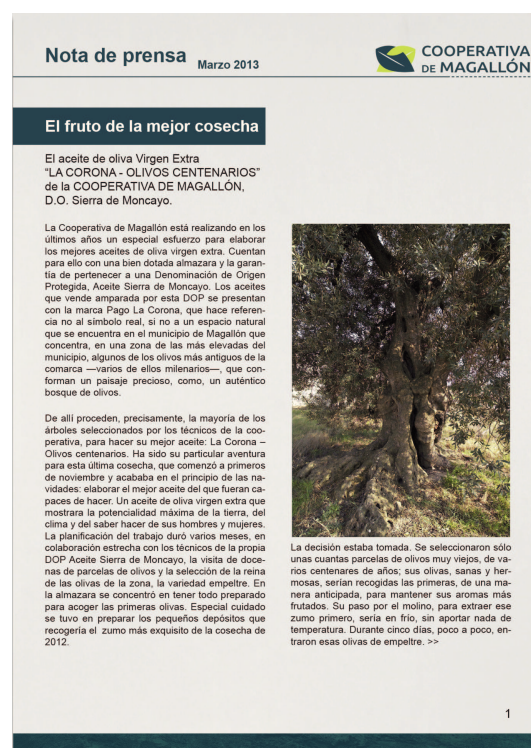 Nota de prensa Marzo 2013
COOPERATIVA
DE MAGALLÓN
El fruto de la mejor cosecha
El aceite de oliva Virgen Extra
“LA CORONA - OLIVOS CENTENARIOS”
de la COOPERATIVA DE MAGALLÓN,
D.O. Sierra de Moncayo.
La Cooperativa de Magallón está realizando en los
últimos años un especial esfuerzo para elaborar
los mejores aceites de oliva virgen extra. Cuentan
para ello con una bien dotada almazara y la garan-
tía de pertenecer a una Denominación de Origen
Protegida, Aceite Sierra de Moncayo. Los aceites
que vende amparada por esta DOP se presentan
con la marca Pago La Corona, que hace referen-
cia no al símbolo real, si no a un espacio natural
que se encuentra en el municipio de Magallón que
concentra, en una zona de las más elevadas del
municipio, algunos de los olivos más antiguos de la
comarca —varios de ellos milenarios—, que con-
forman un paisaje precioso, como, un auténtico
bosque de olivos.
De allí proceden, precisamente, la mayoría de los
árboles seleccionados por los técnicos de la coo-
perativa, para hacer su mejor aceite: La Corona –
Olivos centenarios. Ha sido su particular aventura
para esta última cosecha, que comenzó a primeros
de noviembre y acababa en el principio de las na-
vidades: elaborar el mejor aceite del que fueran ca-
paces de hacer. Un aceite de oliva virgen extra que
mostrara la potencialidad máxima de la tierra, del
clima y del saber hacer de sus hombres y mujeres.
La planificación del trabajo duró varios meses, en
colaboración estrecha con los técnicos de la propia
DOP Aceite Sierra de Moncayo, la visita de doce-
nas de parcelas de olivos y la selección de la reina
de las olivas de la zona, la variedad empeltre. En
la almazara se concentró en tener todo preparado
para acoger las primeras olivas. Especial cuidado
se tuvo en preparar los pequeños depósitos que
recogería el zumo más exquisito de la cosecha de
2012.
La decisión estaba tomada. Se seleccionaron sólo
unas cuantas parcelas de olivos muy viejos, de va-
rios centenares de años; sus olivas, sanas y her-
mosas, serían recogidas las primeras, de una ma-
nera anticipada, para mantener sus aromas más
frutados. Su paso por el molino, para extraer ese
zumo primero, sería en frío, sin aportar nada de
temperatura. Durante cinco días, poco a poco, en-
traron esas olivas de empeltre. >>
1